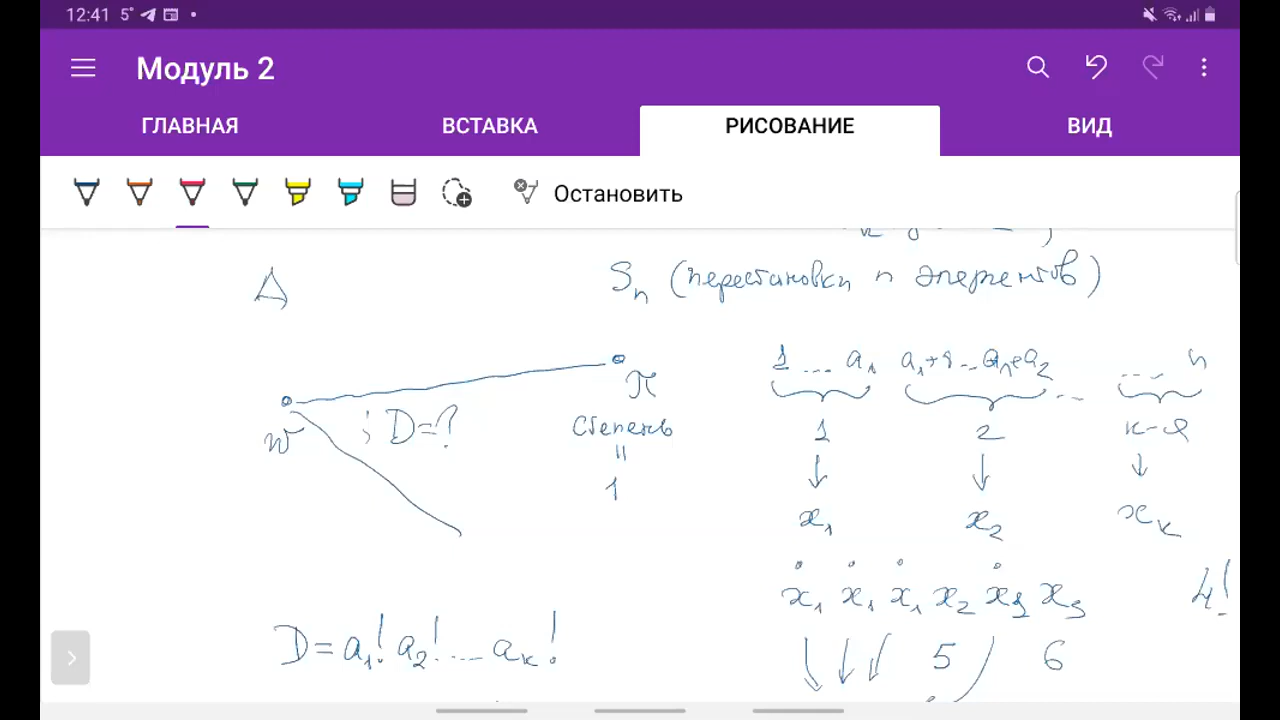 12:41 5°
Модуль 2
ГЛАВНАЯ ВСТАВКА РИСОВАНИЕ ВИД
Остановить
Δ
Sₙ (перестановки n элементов)
1 ... a₁ a₁+1 ... a₁+a₂ ... n
π
w ; D=? степень 1 2 ... к-я
=
1
x₁ x₂ xₖ
x₁ x₁ x₁ x₂ x₃ x₃ 4!
D = a₁! a₂! ... aₖ! 5 6